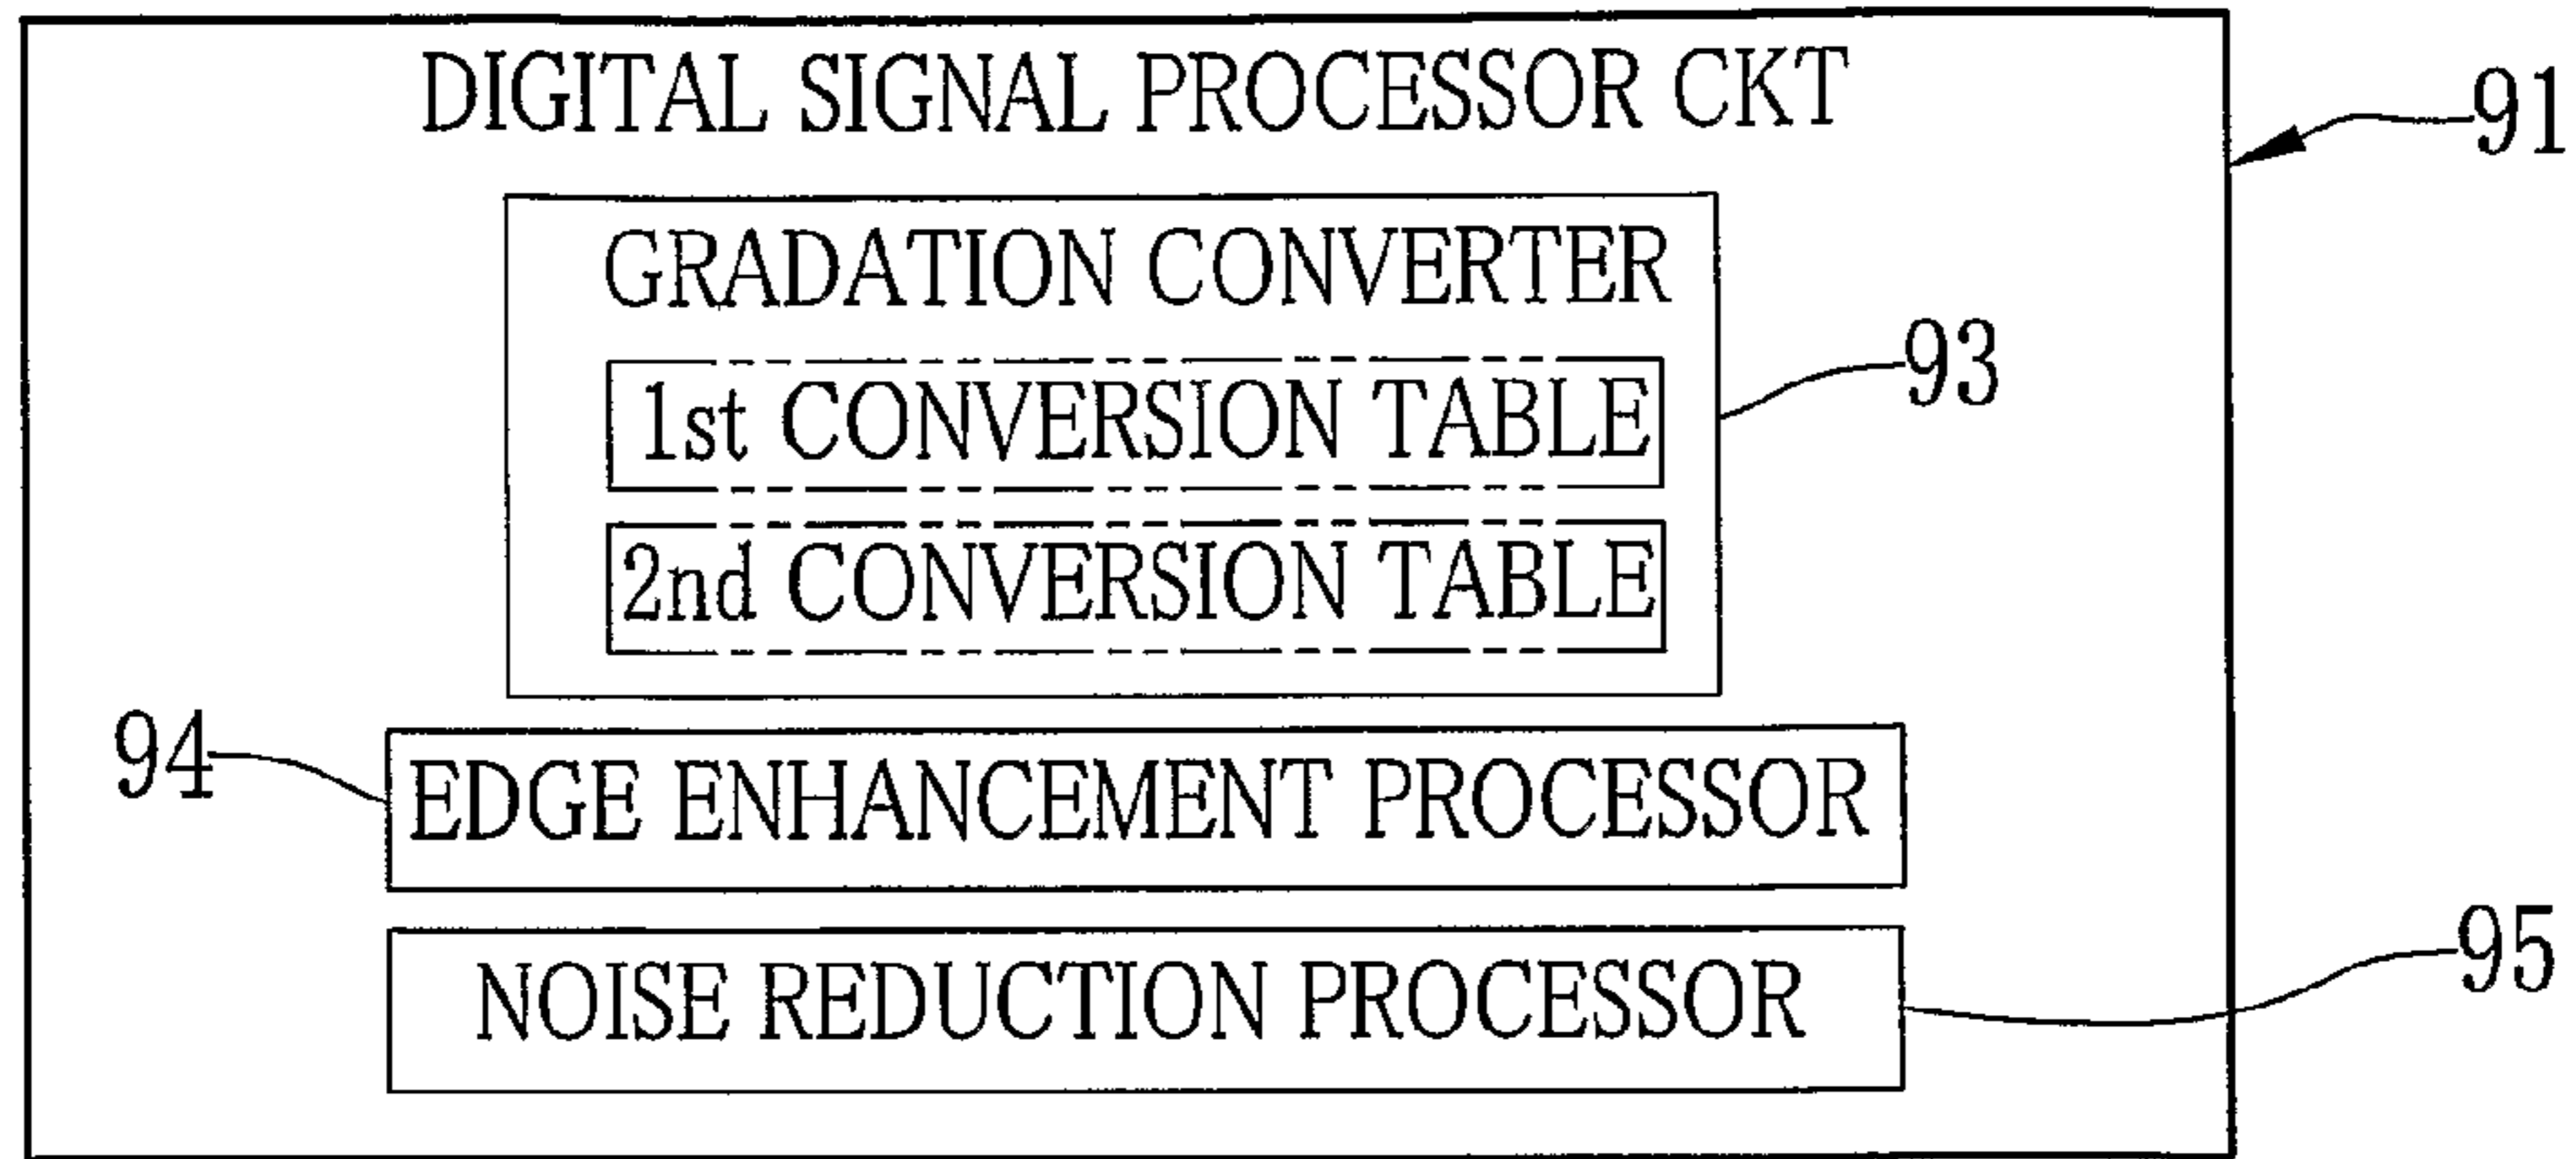 DIGITAL SIGNAL PROCESSOR CKT
91
GRADATION CONVERTER
93
1st CONVERSION TABLE
2nd CONVERSION TABLE
94
EDGE ENHANCEMENT PROCESSOR
95
NOISE REDUCTION PROCESSOR